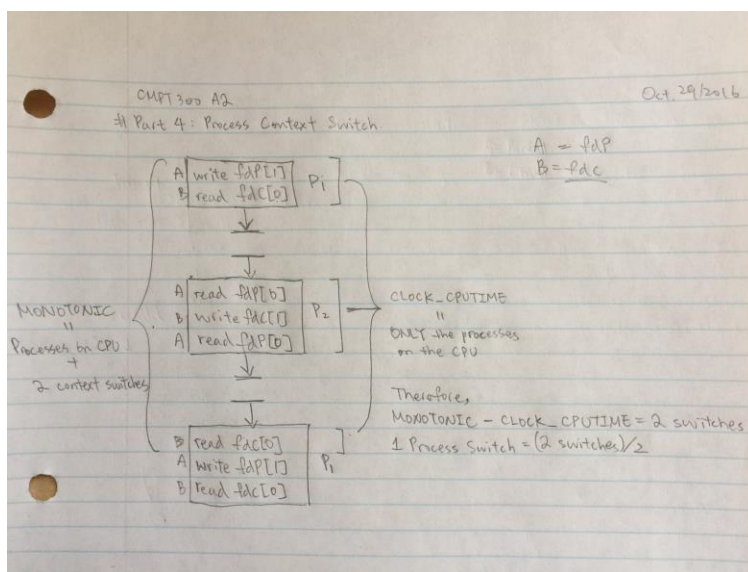 CMPT 300 A2
Oct. 29/2016
# Part 4: Process Context Switch.
A = fdP
B = fdc
A write fdP[1]
B read fdC[0]
P1
A read fdP[0]
B write fdC[1]
A read fdP[0]
P2
MONOTONIC
=
Processes on CPU
+
2 context switches
CLOCK_CPUTIME
=
ONLY the processes
on the CPU
Therefore,
MONOTONIC - CLOCK_CPUTIME = 2 switches
1 Process Switch = (2 switches)/2
B read fdC[0]
A write fdP[1]
B read fdC[0]
P1